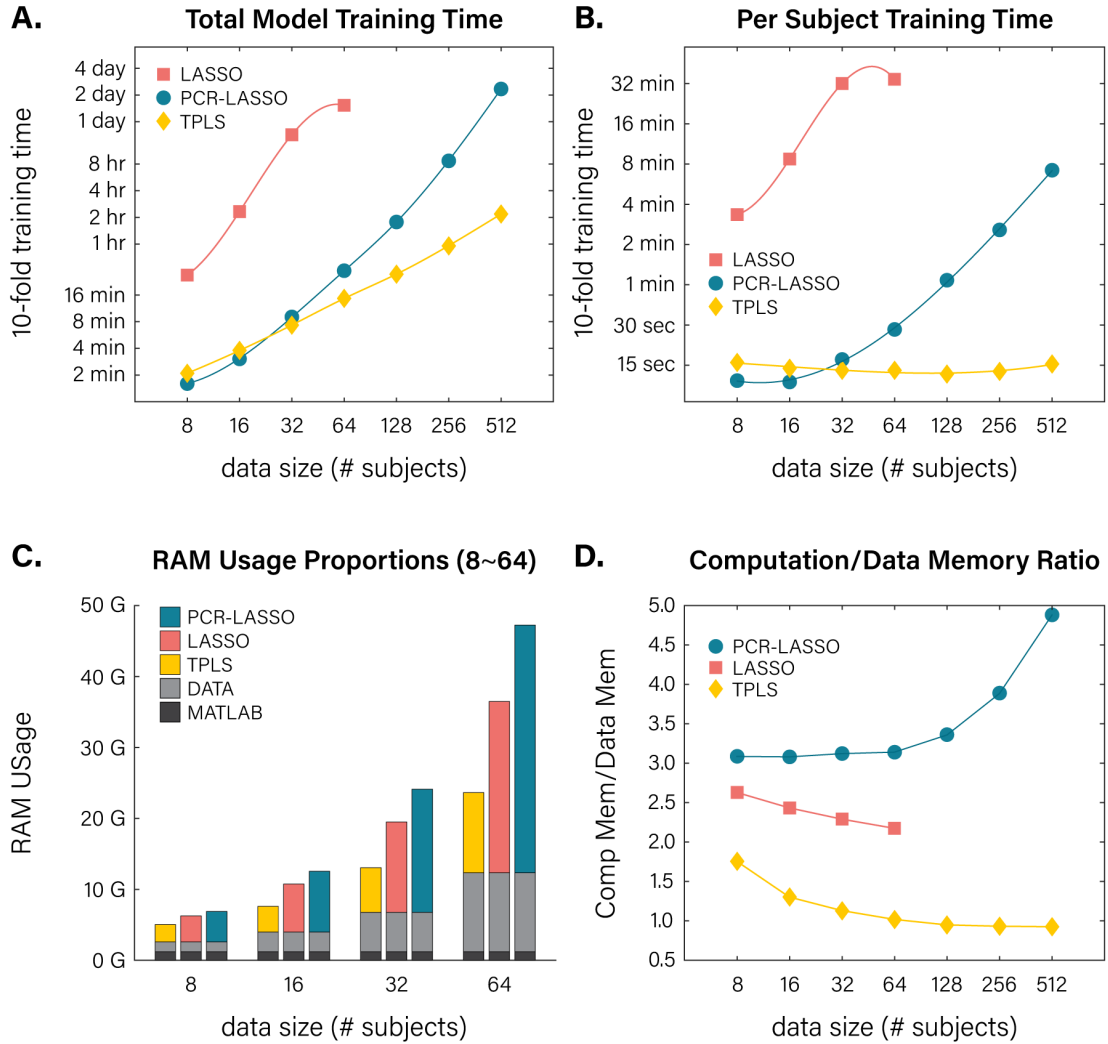 A.
Total Model Training Time
10-fold training time
4 day
2 day
1 day
8 hr
4 hr
2 hr
1 hr
16 min
8 min
4 min
2 min
LASSO
PCR-LASSO
TPLS
8 16 32 64 128 256 512
data size (# subjects)
B.
Per Subject Training Time
10-fold training time
32 min
16 min
8 min
4 min
2 min
1 min
30 sec
15 sec
LASSO
PCR-LASSO
TPLS
8 16 32 64 128 256 512
data size (# subjects)
C.
RAM Usage Proportions (8~64)
RAM USage
50 G
40 G
30 G
20 G
10 G
0 G
PCR-LASSO
LASSO
TPLS
DATA
MATLAB
8 16 32 64
data size (# subjects)
D.
Computation/Data Memory Ratio
Comp Mem/Data Mem
5.0
4.5
4.0
3.5
3.0
2.5
2.0
1.5
1.0
0.5
PCR-LASSO
LASSO
TPLS
8 16 32 64 128 256 512
data size (# subjects)